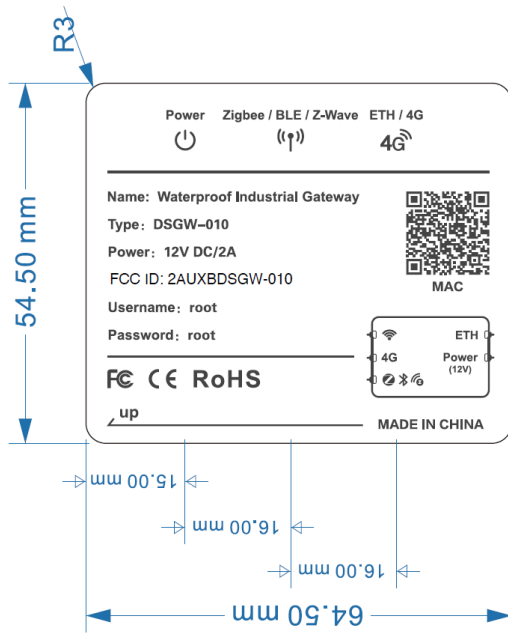 R3
54.50 mm
Power Zigbee / BLE / Z-Wave ETH / 4G
4G
Name: Waterproof Industrial Gateway
Type: DSGW-010
Power: 12V DC/2A
FCC ID: 2AUXBDSGW-010
Username: root
Password: root
MAC
ETH
4G Power
(12V)
FC CE RoHS
up
MADE IN CHINA
15.00 mm
16.00 mm
16.00 mm
64.50 mm